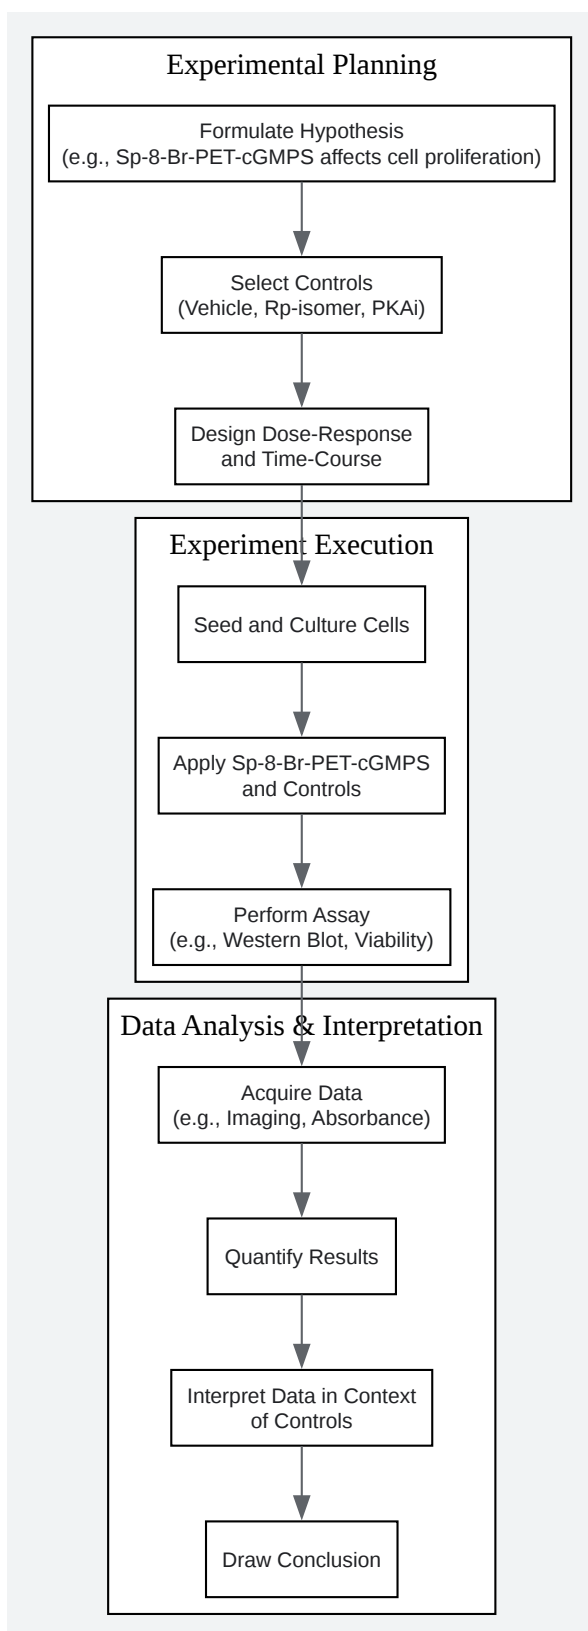 Experimental Planning
Formulate Hypothesis
(e.g., Sp-8-Br-PET-cGMPS affects cell proliferation)
Select Controls
(Vehicle, Rp-isomer, PKAi)
Design Dose-Response
and Time-Course
Experiment Execution
Seed and Culture Cells
Apply Sp-8-Br-PET-cGMPS
and Controls
Perform Assay
(e.g., Western Blot, Viability)
Data Analysis & Interpretation
Acquire Data
(e.g., Imaging, Absorbance)
Quantify Results
Interpret Data in Context
of Controls
Draw Conclusion